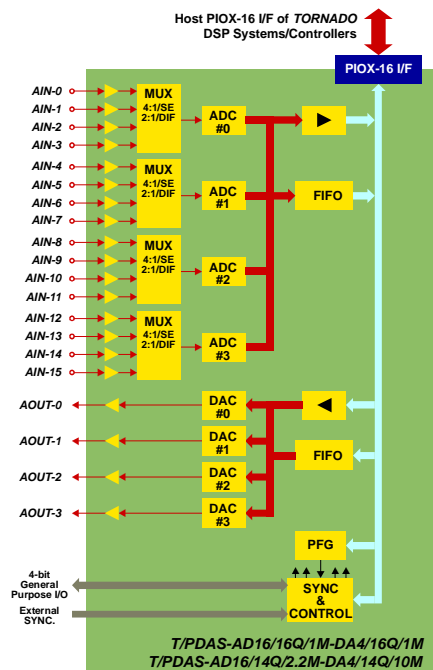 Host PIOX-16 I/F of TORNADO
DSP Systems/Controllers
PIOX-16 I/F
AIN-0
AIN-1
AIN-2
AIN-3
MUX
4:1/SE
2:1/DIF
ADC
#0
AIN-4
AIN-5
AIN-6
AIN-7
MUX
4:1/SE
2:1/DIF
ADC
#1
FIFO
AIN-8
AIN-9
AIN-10
AIN-11
MUX
4:1/SE
2:1/DIF
ADC
#2
AIN-12
AIN-13
AIN-14
AIN-15
MUX
4:1/SE
2:1/DIF
ADC
#3
AOUT-0
DAC
#0
AOUT-1
DAC
#1
FIFO
AOUT-2
DAC
#2
AOUT-3
DAC
#3
PFG
4-bit
General
Purpose I/O
External
SYNC.
SYNC
&
CONTROL
T/PDAS-AD16/16Q/1M-DA4/16Q/1M
T/PDAS-AD16/14Q/2.2M-DA4/14Q/10M